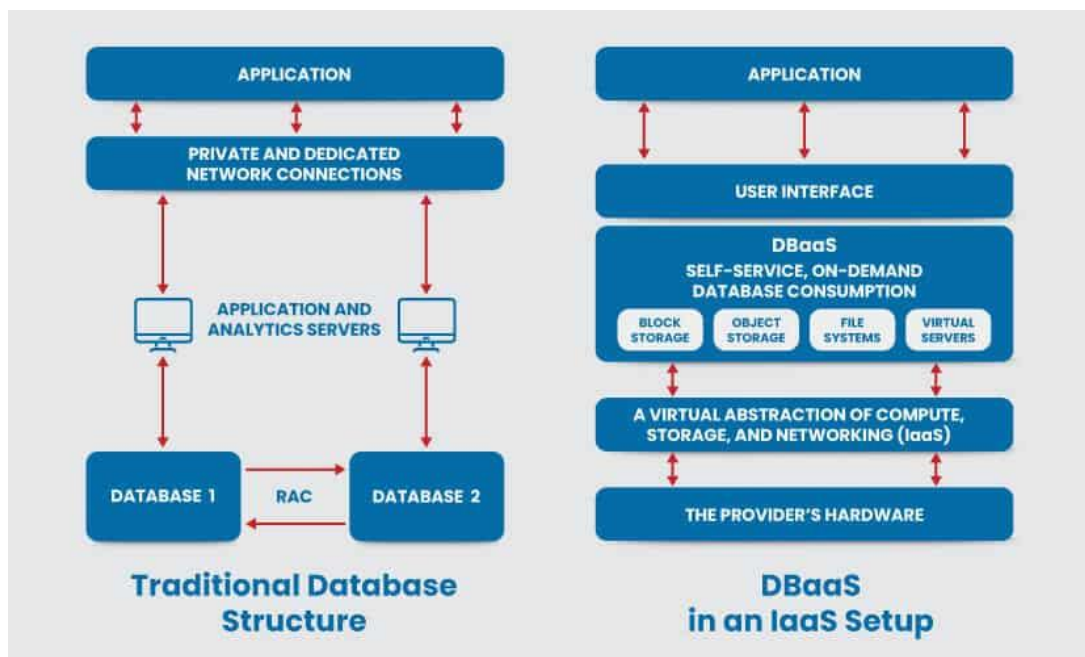 APPLICATION
PRIVATE AND DEDICATED
NETWORK CONNECTIONS
APPLICATION AND
ANALYTICS SERVERS
DATABASE 1
RAC
DATABASE 2
Traditional Database
Structure
APPLICATION
USER INTERFACE
DBaaS
SELF-SERVICE, ON-DEMAND
DATABASE CONSUMPTION
BLOCK
STORAGE
OBJECT
STORAGE
FILE
SYSTEMS
VIRTUAL
SERVERS
A VIRTUAL ABSTRACTION OF COMPUTE,
STORAGE, AND NETWORKING (IaaS)
THE PROVIDER'S HARDWARE
DBaaS
in an IaaS Setup